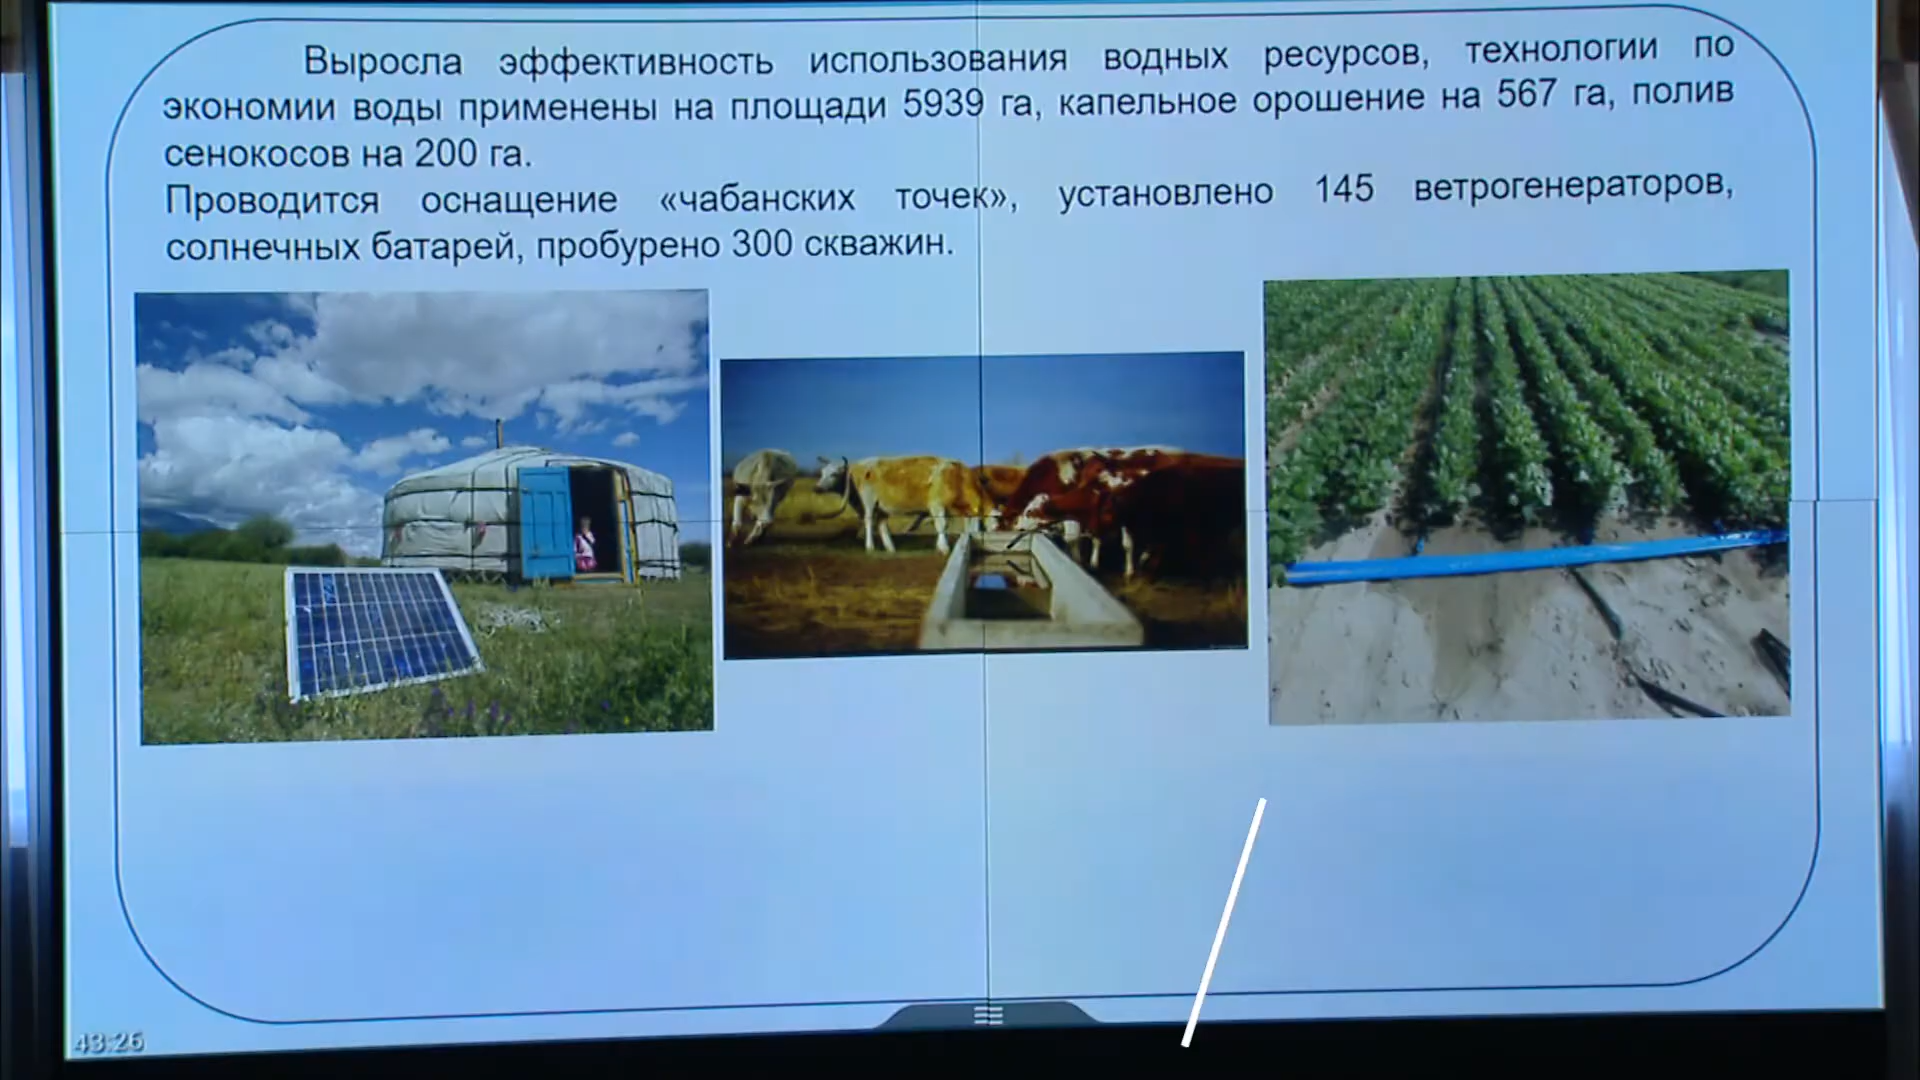 Выросла эффективность использования водных ресурсов, технологии по
экономии воды применены на площади 5939 га, капельное орошение на 567 га, полив
сенокосов на 200 га.
Проводится оснащение «чабанских точек», установлено 145 ветрогенераторов,
солнечных батарей, пробурено 300 скважин.
43:26